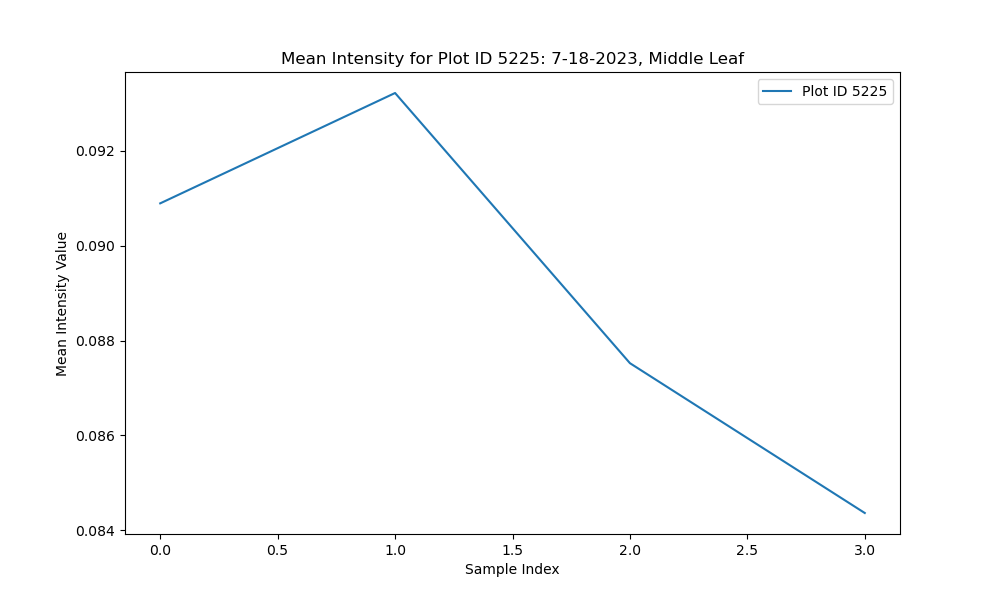 Mean Intensity for Plot ID 5225: 7-18-2023, Middle Leaf
Plot ID 5225
Mean Intensity Value
0.092
0.090
0.088
0.086
0.084
0.0 0.5 1.0 1.5 2.0 2.5 3.0
Sample Index